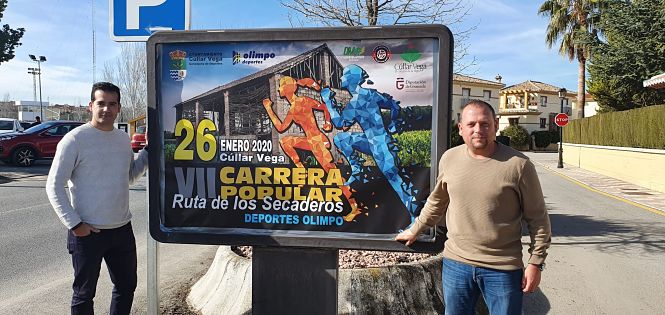 P
AYUNTAMIENTO
Cúllar Vega
olimpo
deportes
Cúllar Vega
Diputación
de Granada
STOP
26
ENERO 2020
Cúllar Vega
VII CARRERA
POPULAR
Ruta de los Secaderos
DEPORTES OLIMPO